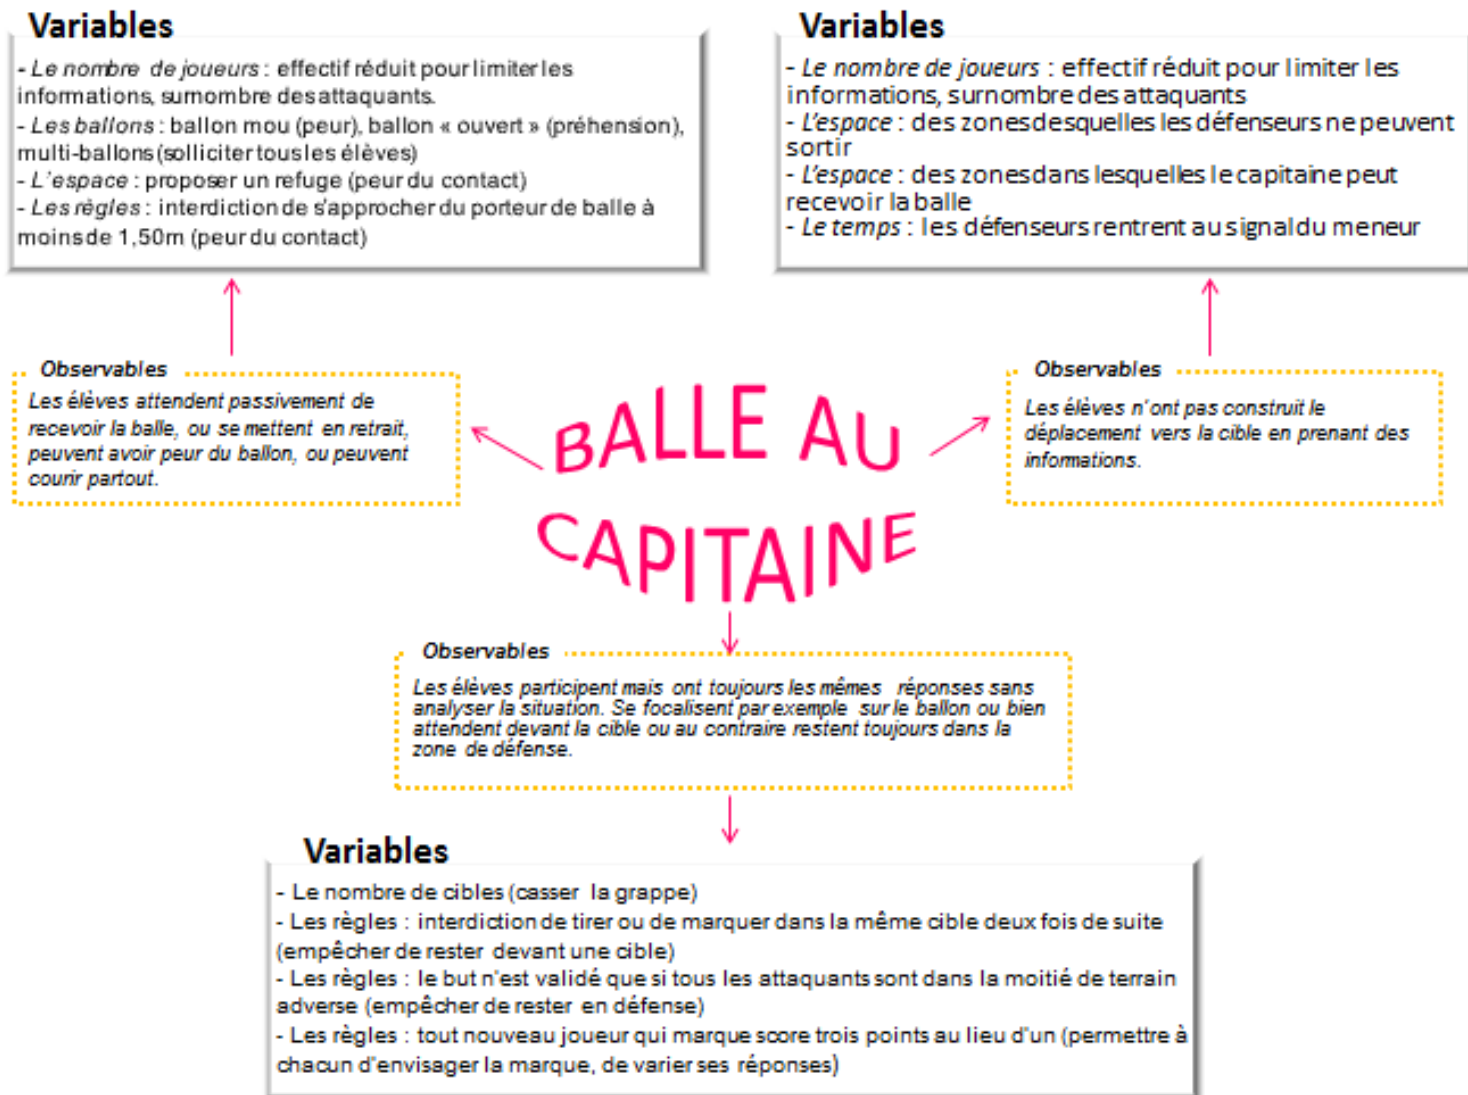 Variables
- Le nombre de joueurs : effectif réduit pour limiter les
informations, surnombre des attaquants.
- Les ballons : ballon mou (peur), ballon « ouvert » (préhension),
multi-ballons (solliciter tous les élèves)
- L'espace : proposer un refuge (peur du contact)
- Les règles : interdiction de s'approcher du porteur de balle à
moins de 1,50m (peur du contact)
Variables
- Le nombre de joueurs : effectif réduit pour limiter les
informations, surnombre des attaquants
- L'espace : des zones desquelles les défenseurs ne peuvent
sortir
- L'espace : des zones dans lesquelles le capitaine peut
recevoir la balle
- Le temps : les défenseurs rentrent au signal du meneur
Observables
Les élèves attendent passivement de
recevoir la balle, ou se mettent en retrait,
peuvent avoir peur du ballon, ou peuvent
courir partout.
BALLE AU
CAPITAINE
Observables
Les élèves n'ont pas construit le
déplacement vers la cible en prenant des
informations.
Observables
Les élèves participent mais ont toujours les mêmes réponses sans
analyser la situation. Se focalisent par exemple sur le ballon ou bien
attendent devant la cible ou au contraire restent toujours dans la
zone de défense.
Variables
- Le nombre de cibles (casser la grappe)
- Les règles : interdiction de tirer ou de marquer dans la même cible deux fois de suite
(empêcher de rester devant une cible)
- Les règles : le but n'est validé que si tous les attaquants sont dans la moitié de terrain
adverse (empêcher de rester en défense)
- Les règles : tout nouveau joueur qui marque score trois points au lieu d'un (permettre à
chacun d'envisager la marque, de varier ses réponses)